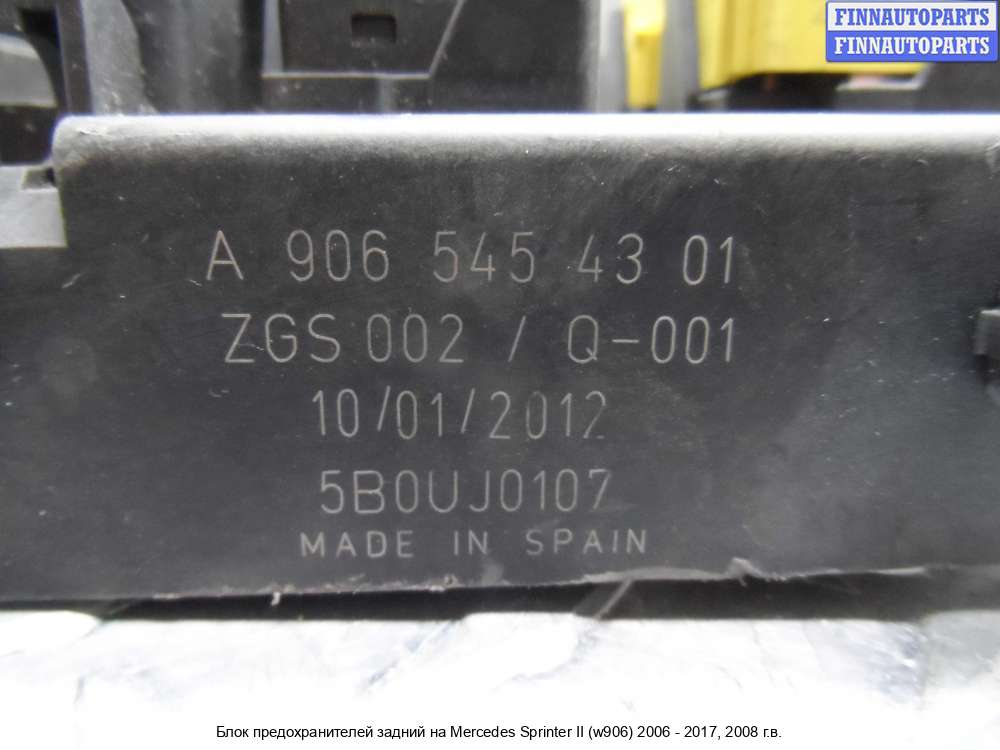 FINNAUTOPARTS
FINNAUTOPARTS
A 906 545 43 01
ZGS 002 / Q-001
10/01/2012
5B0UJ0107
MADE IN SPAIN
Блок предохранителей задний на Mercedes Sprinter II (w906) 2006 - 2017, 2008 г.в.